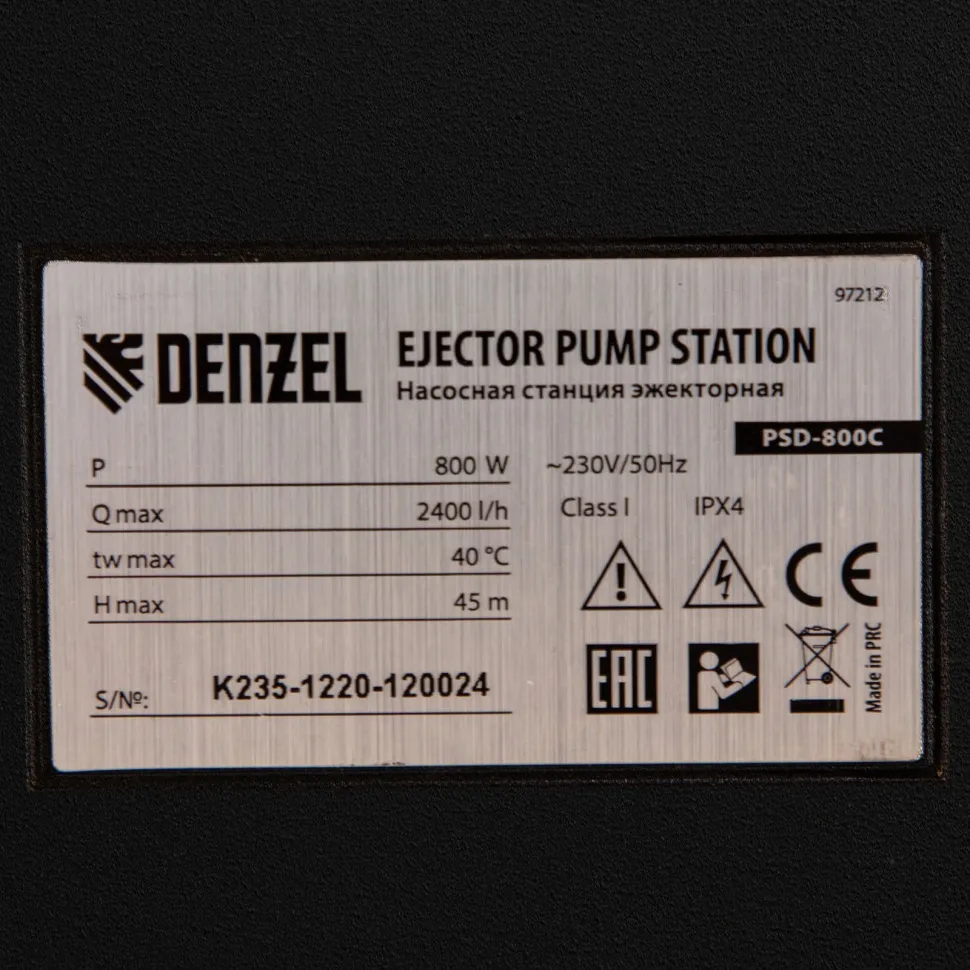 97212
DENZEL
EJECTOR PUMP STATION
Насосная станция эжекторная
PSD-800C
P 800 W
Q max 2400 l/h
tw max 40 °C
H max 45 m
S/№: K235-1220-120024
~230V/50Hz
Class I IPX4
CE
EAC
Made in PRC